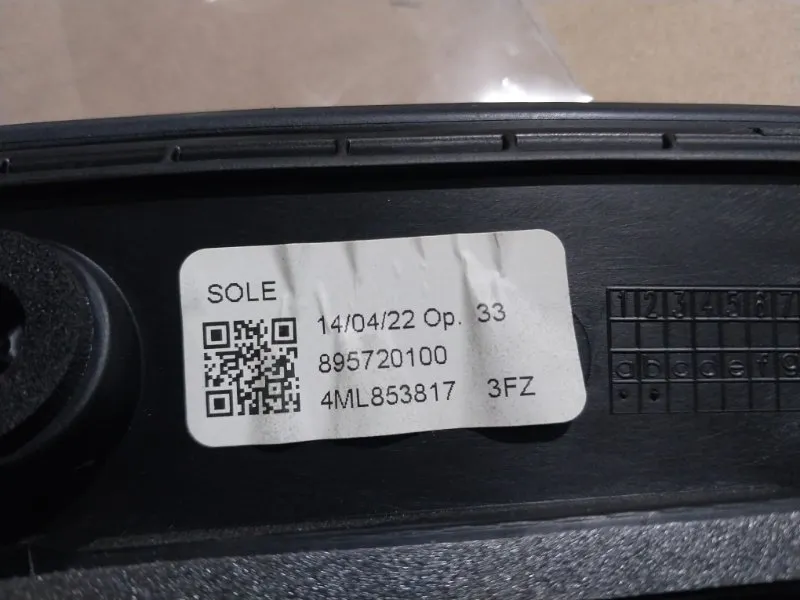 SOLE
14/04/22 Op. 33
895720100
4ML853817 3FZ
1 2 3 4 5 6 7
a b c d e f g